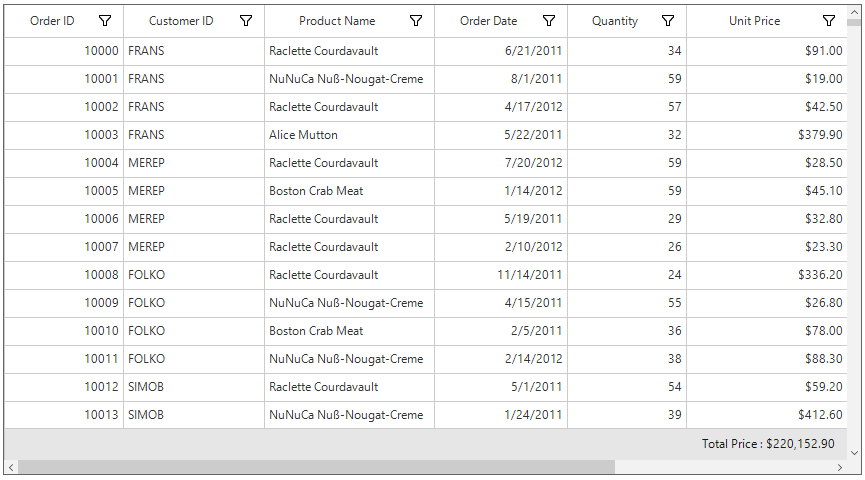 Order ID Customer ID Product Name Order Date Quantity Unit Price
10000 FRANS Raclette Courdavault 6/21/2011 34 $91.00
10001 FRANS NuNuCa Nuß-Nougat-Creme 8/1/2011 59 $19.00
10002 FRANS Raclette Courdavault 4/17/2012 57 $42.50
10003 FRANS Alice Mutton 5/22/2011 32 $379.90
10004 MEREP Raclette Courdavault 7/20/2012 59 $28.50
10005 MEREP Boston Crab Meat 1/14/2012 59 $45.10
10006 MEREP Raclette Courdavault 5/19/2011 29 $32.80
10007 MEREP Raclette Courdavault 2/10/2012 26 $23.30
10008 FOLKO Raclette Courdavault 11/14/2011 24 $336.20
10009 FOLKO NuNuCa Nuß-Nougat-Creme 4/15/2011 55 $26.80
10010 FOLKO Boston Crab Meat 2/5/2011 36 $78.00
10011 FOLKO NuNuCa Nuß-Nougat-Creme 2/14/2012 38 $88.30
10012 SIMOB Raclette Courdavault 5/1/2011 54 $59.20
10013 SIMOB NuNuCa Nuß-Nougat-Creme 1/24/2011 39 $412.60
Total Price : $220,152.90